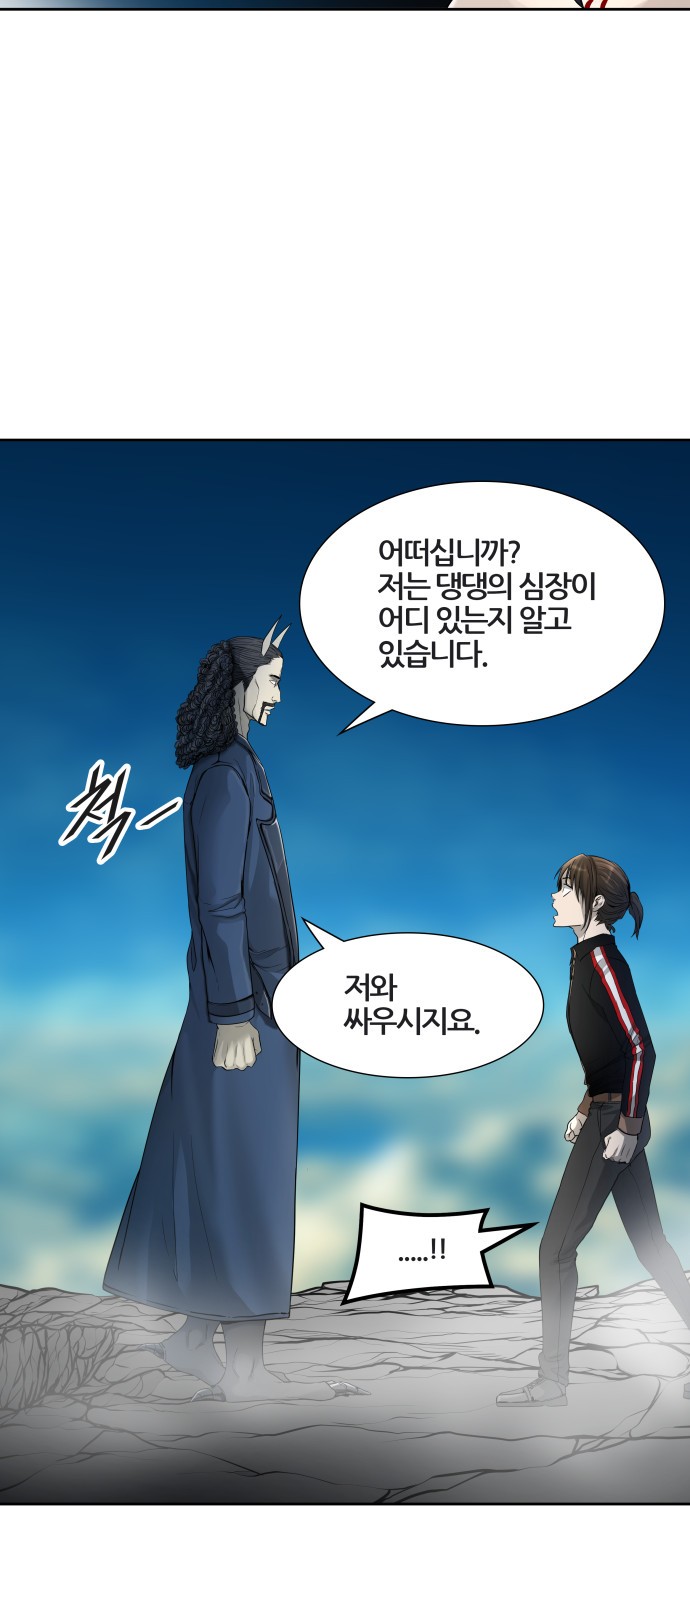 어떠십니까?
저는 댕댕의 심장이
어디 있는지 알고
있습니다.
척
저와
싸우시지요.
.....!!